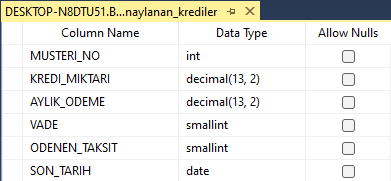 DESKTOP-N8DTU51.B...naylanan_krediler
Column Name Data Type Allow Nulls
MUSTERI_NO int
KREDI_MIKTARI decimal(13, 2)
AYLIK_ODEME decimal(13, 2)
VADE smallint
ODENEN_TAKSIT smallint
SON_TARIH date